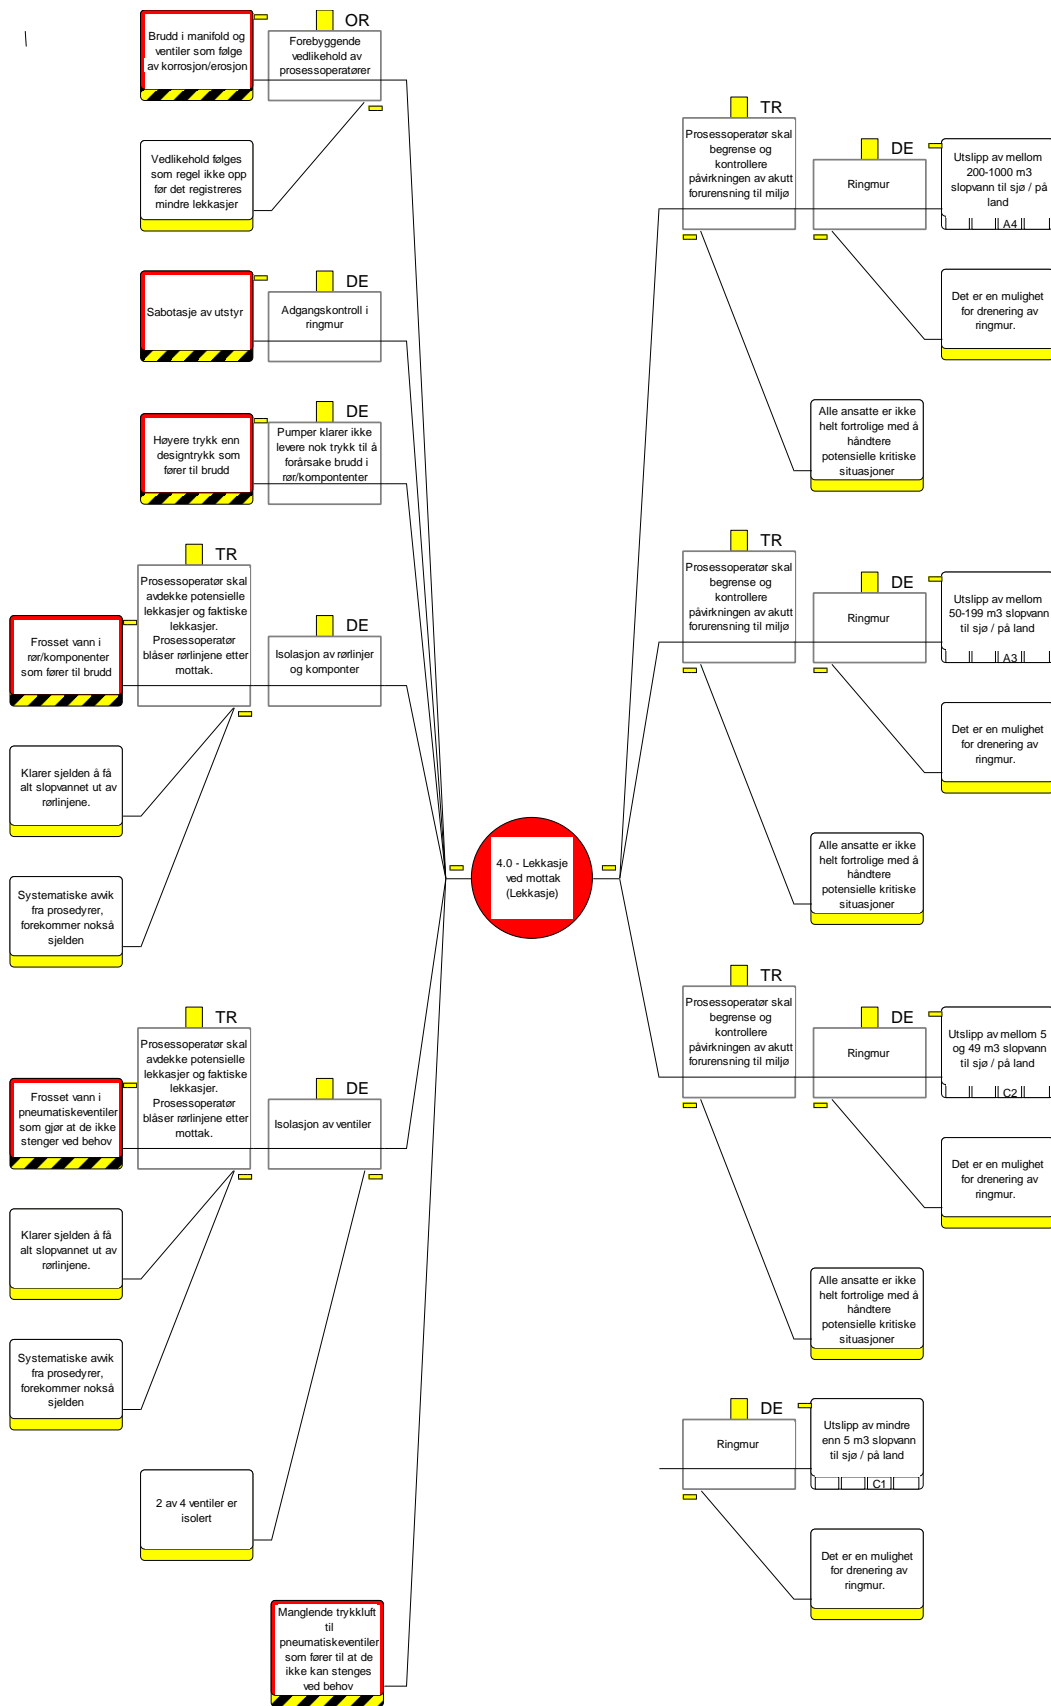 OR
Brudd i manifold og
ventiler som følge
av korrosjon/erosjon
Forebyggende
vedlikehold av
prosessoperatører
Vedlikehold følges
som regel ikke opp
før det registreres
mindre lekkasjer
DE
Sabotasje av utstyr
Adgangskontroll i
ringmur
DE
Høyere trykk enn
designtrykk som
fører til brudd
Pumper klarer ikke
levere nok trykk til å
forårsake brudd i
rør/kompontenter
TR
Prosessoperatør skal
avdekke potensielle
lekkasjer og faktiske
lekkasjer.
Prosessoperatør
blåser rørlinjene etter
mottak.
DE
Frosset vann i
rør/komponenter
som fører til brudd
Isolasjon av rørlinjer
og komponter
Klarer sjelden å få
alt slopvannet ut av
rørlinjene.
Systematiske avvik
fra prosedyrer,
forekommer nokså
sjelden
TR
Prosessoperatør skal
avdekke potensielle
lekkasjer og faktiske
lekkasjer.
Prosessoperatør
blåser rørlinjene etter
mottak.
DE
Frosset vann i
pneumatiskeventiler
som gjør at de ikke
stenger ved behov
Isolasjon av ventiler
Klarer sjelden å få
alt slopvannet ut av
rørlinjene.
Systematiske avvik
fra prosedyrer,
forekommer nokså
sjelden
2 av 4 ventiler er
isolert
Manglende trykkluft
til
pneumatiskeventiler
som fører til at de
ikke kan stenges
ved behov
4.0 - Lekkasje
ved mottak
(Lekkasje)
TR
Prosessoperatør skal
begrense og
kontrollere
påvirkningen av akutt
forurensning til miljø
DE
Ringmur
Utslipp av mellom
200-1000 m3
slopvann til sjø / på
land
A4
Det er en mulighet
for drenering av
ringmur.
Alle ansatte er ikke
helt fortrolige med å
håndtere
potensielle kritiske
situasjoner
TR
Prosessoperatør skal
begrense og
kontrollere
påvirkningen av akutt
forurensning til miljø
DE
Ringmur
Utslipp av mellom
50-199 m3 slopvann
til sjø / på land
A3
Det er en mulighet
for drenering av
ringmur.
Alle ansatte er ikke
helt fortrolige med å
håndtere
potensielle kritiske
situasjoner
TR
Prosessoperatør skal
begrense og
kontrollere
påvirkningen av akutt
forurensning til miljø
DE
Ringmur
Utslipp av mellom 5
og 49 m3 slopvann
til sjø / på land
C2
Det er en mulighet
for drenering av
ringmur.
Alle ansatte er ikke
helt fortrolige med å
håndtere
potensielle kritiske
situasjoner
DE
Ringmur
Utslipp av mindre
enn 5 m3 slopvann
til sjø / på land
C1
Det er en mulighet
for drenering av
ringmur.